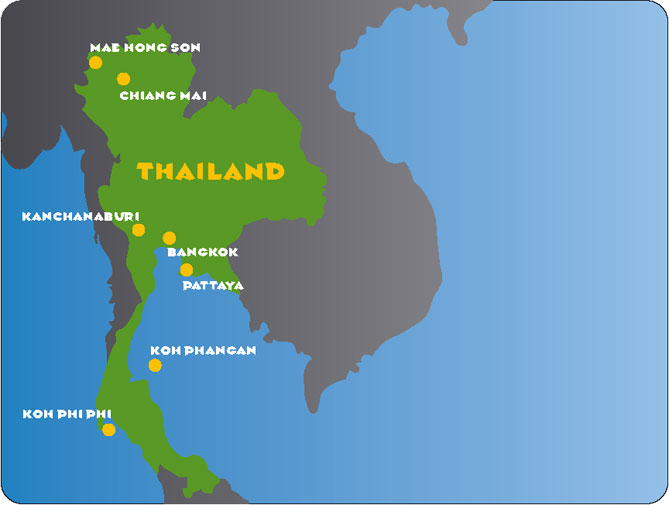 MAE HONG SON
CHIANG MAI
THAILAND
KANCHANABURI
BANGKOK
PATTAYA
KOH PHANGAN
KOH PHI PHI